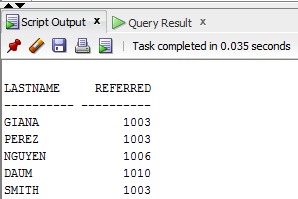 Script Output x Query Result x
Task completed in 0.035 seconds
LASTNAME REFERRED
---------- ----------
GIANA 1003
PEREZ 1003
NGUYEN 1006
DAUM 1010
SMITH 1003